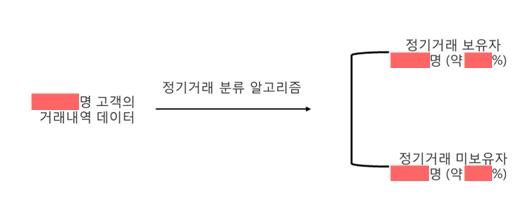 명 고객의
거래내역 데이터
정기거래 분류 알고리즘
정기거래 보유자
명 (약 %)
정기거래 미보유자
명 (약 %)